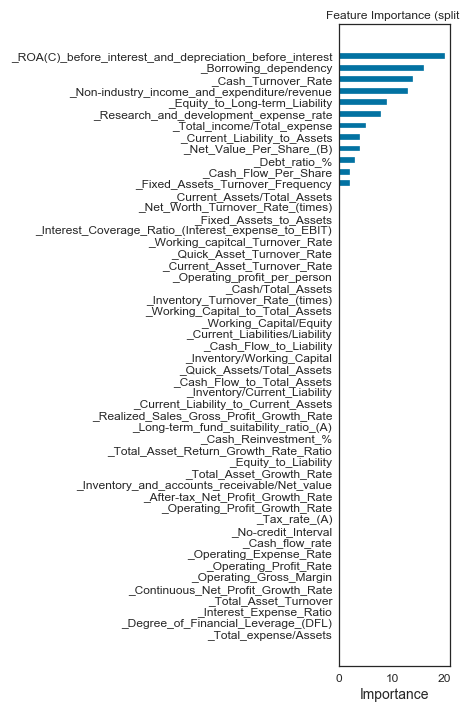 Feature Importance (split
_ROA(C)_before_interest_and_depreciation_before_interest
_Borrowing_dependency
_Cash_Turnover_Rate
_Non-industry_income_and_expenditure/revenue
_Equity_to_Long-term_Liability
_Research_and_development_expense_rate
_Total_income/Total_expense
_Current_Liability_to_Assets
_Net_Value_Per_Share_(B)
_Debt_ratio_%
_Cash_Flow_Per_Share
_Fixed_Assets_Turnover_Frequency
_Current_Assets/Total_Assets
_Net_Worth_Turnover_Rate_(times)
_Fixed_Assets_to_Assets
_Interest_Coverage_Ratio_(Interest_expense_to_EBIT)
_Working_capitcal_Turnover_Rate
_Quick_Asset_Turnover_Rate
_Current_Asset_Turnover_Rate
_Operating_profit_per_person
_Cash/Total_Assets
_Inventory_Turnover_Rate_(times)
_Working_Capital_to_Total_Assets
_Working_Capital/Equity
_Current_Liabilities/Liability
_Cash_Flow_to_Liability
_Inventory/Working_Capital
_Quick_Assets/Total_Assets
_Cash_Flow_to_Total_Assets
_Inventory/Current_Liability
_Current_Liability_to_Current_Assets
_Realized_Sales_Gross_Profit_Growth_Rate
_Long-term_fund_suitability_ratio_(A)
_Cash_Reinvestment_%
_Total_Asset_Return_Growth_Rate_Ratio
_Equity_to_Liability
_Total_Asset_Growth_Rate
_Inventory_and_accounts_receivable/Net_value
_After-tax_Net_Profit_Growth_Rate
_Operating_Profit_Growth_Rate
_Tax_rate_(A)
_No-credit_Interval
_Cash_flow_rate
_Operating_Expense_Rate
_Operating_Profit_Rate
_Operating_Gross_Margin
_Continuous_Net_Profit_Growth_Rate
_Total_Asset_Turnover
_Interest_Expense_Ratio
_Degree_of_Financial_Leverage_(DFL)
_Total_expense/Assets
0 10 20
Importance